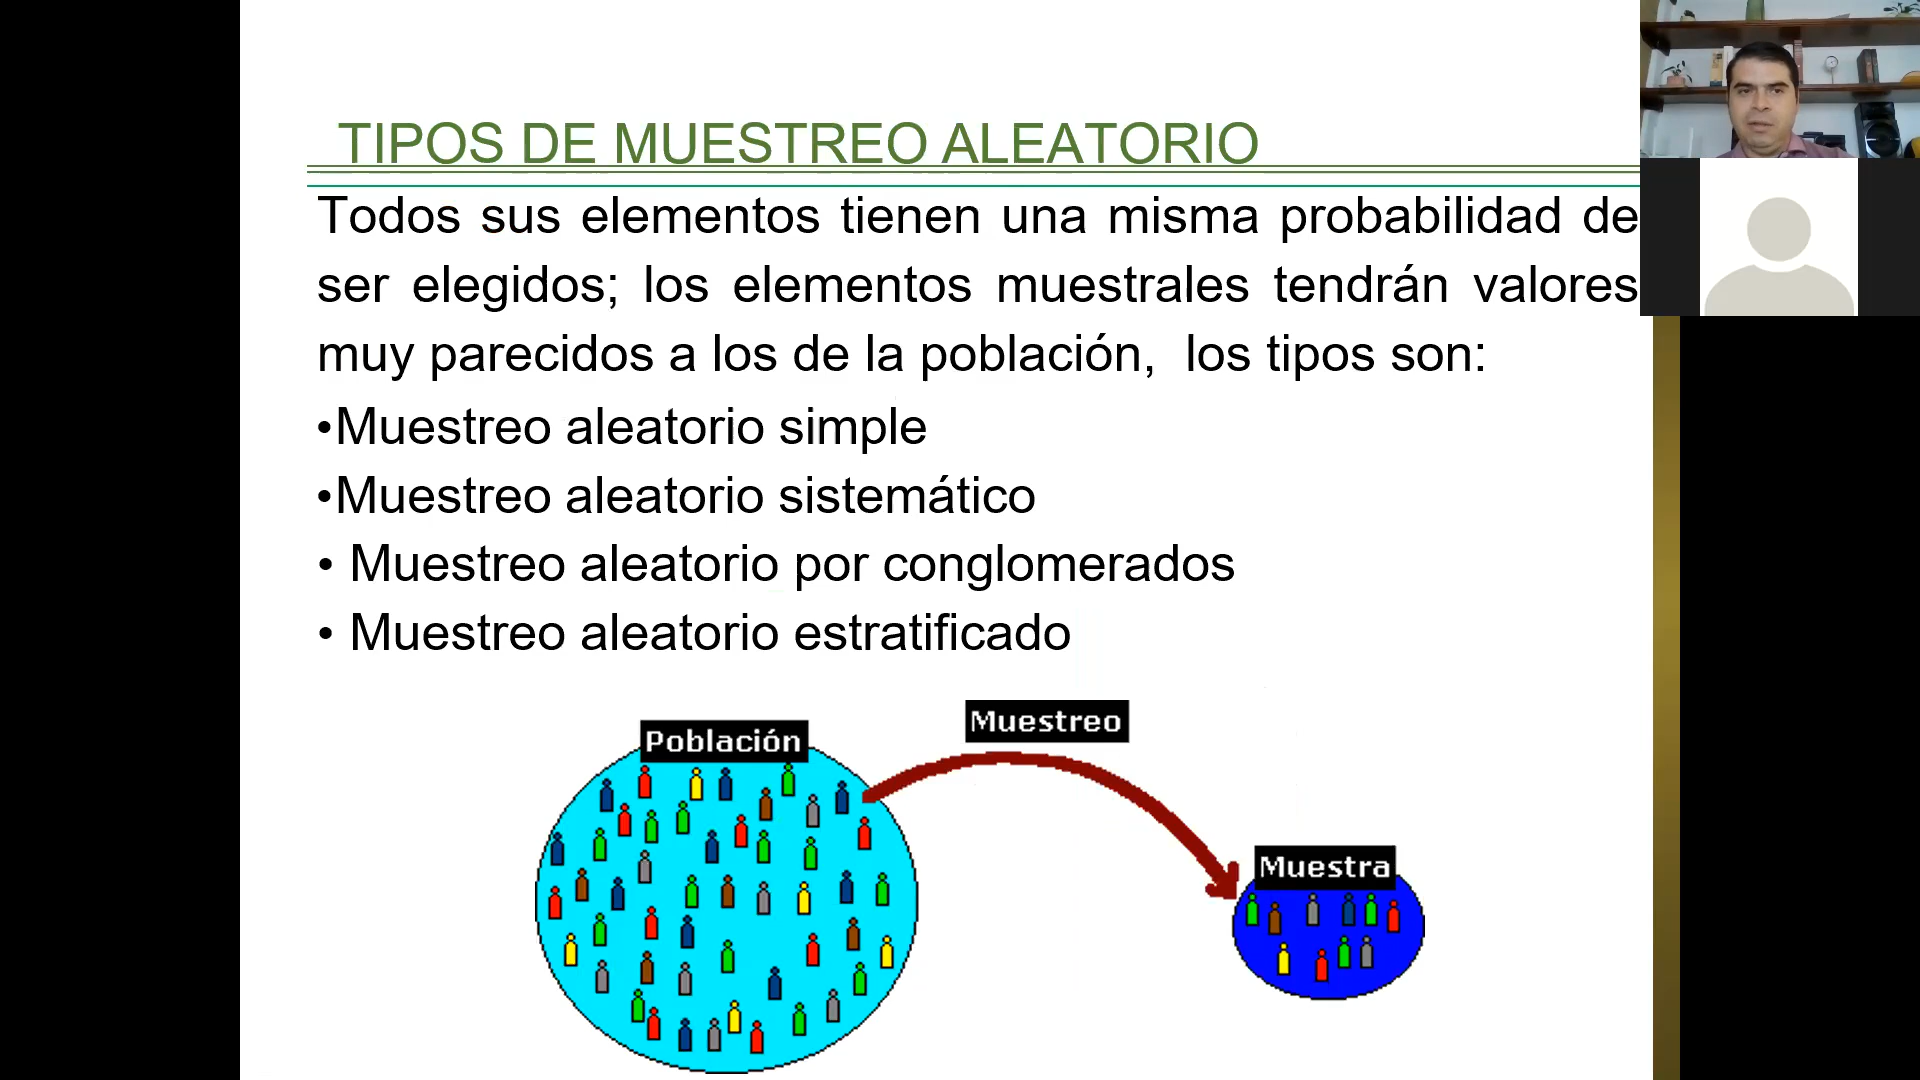 TIPOS DE MUESTREO ALEATORIO
Todos sus elementos tienen una misma probabilidad de
ser elegidos; los elementos muestrales tendrán valores
muy parecidos a los de la población, los tipos son:
•Muestreo aleatorio simple
•Muestreo aleatorio sistemático
• Muestreo aleatorio por conglomerados
• Muestreo aleatorio estratificado
Muestreo
Población
Muestra